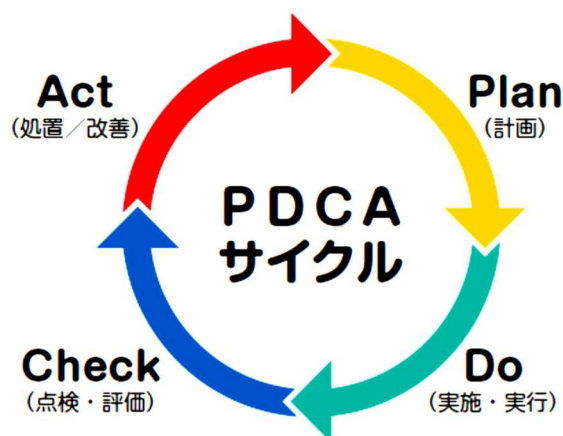 Act
(処置／改善)
Plan
(計画)
PDCA
サイクル
Check
(点検・評価)
Do
(実施・実行)